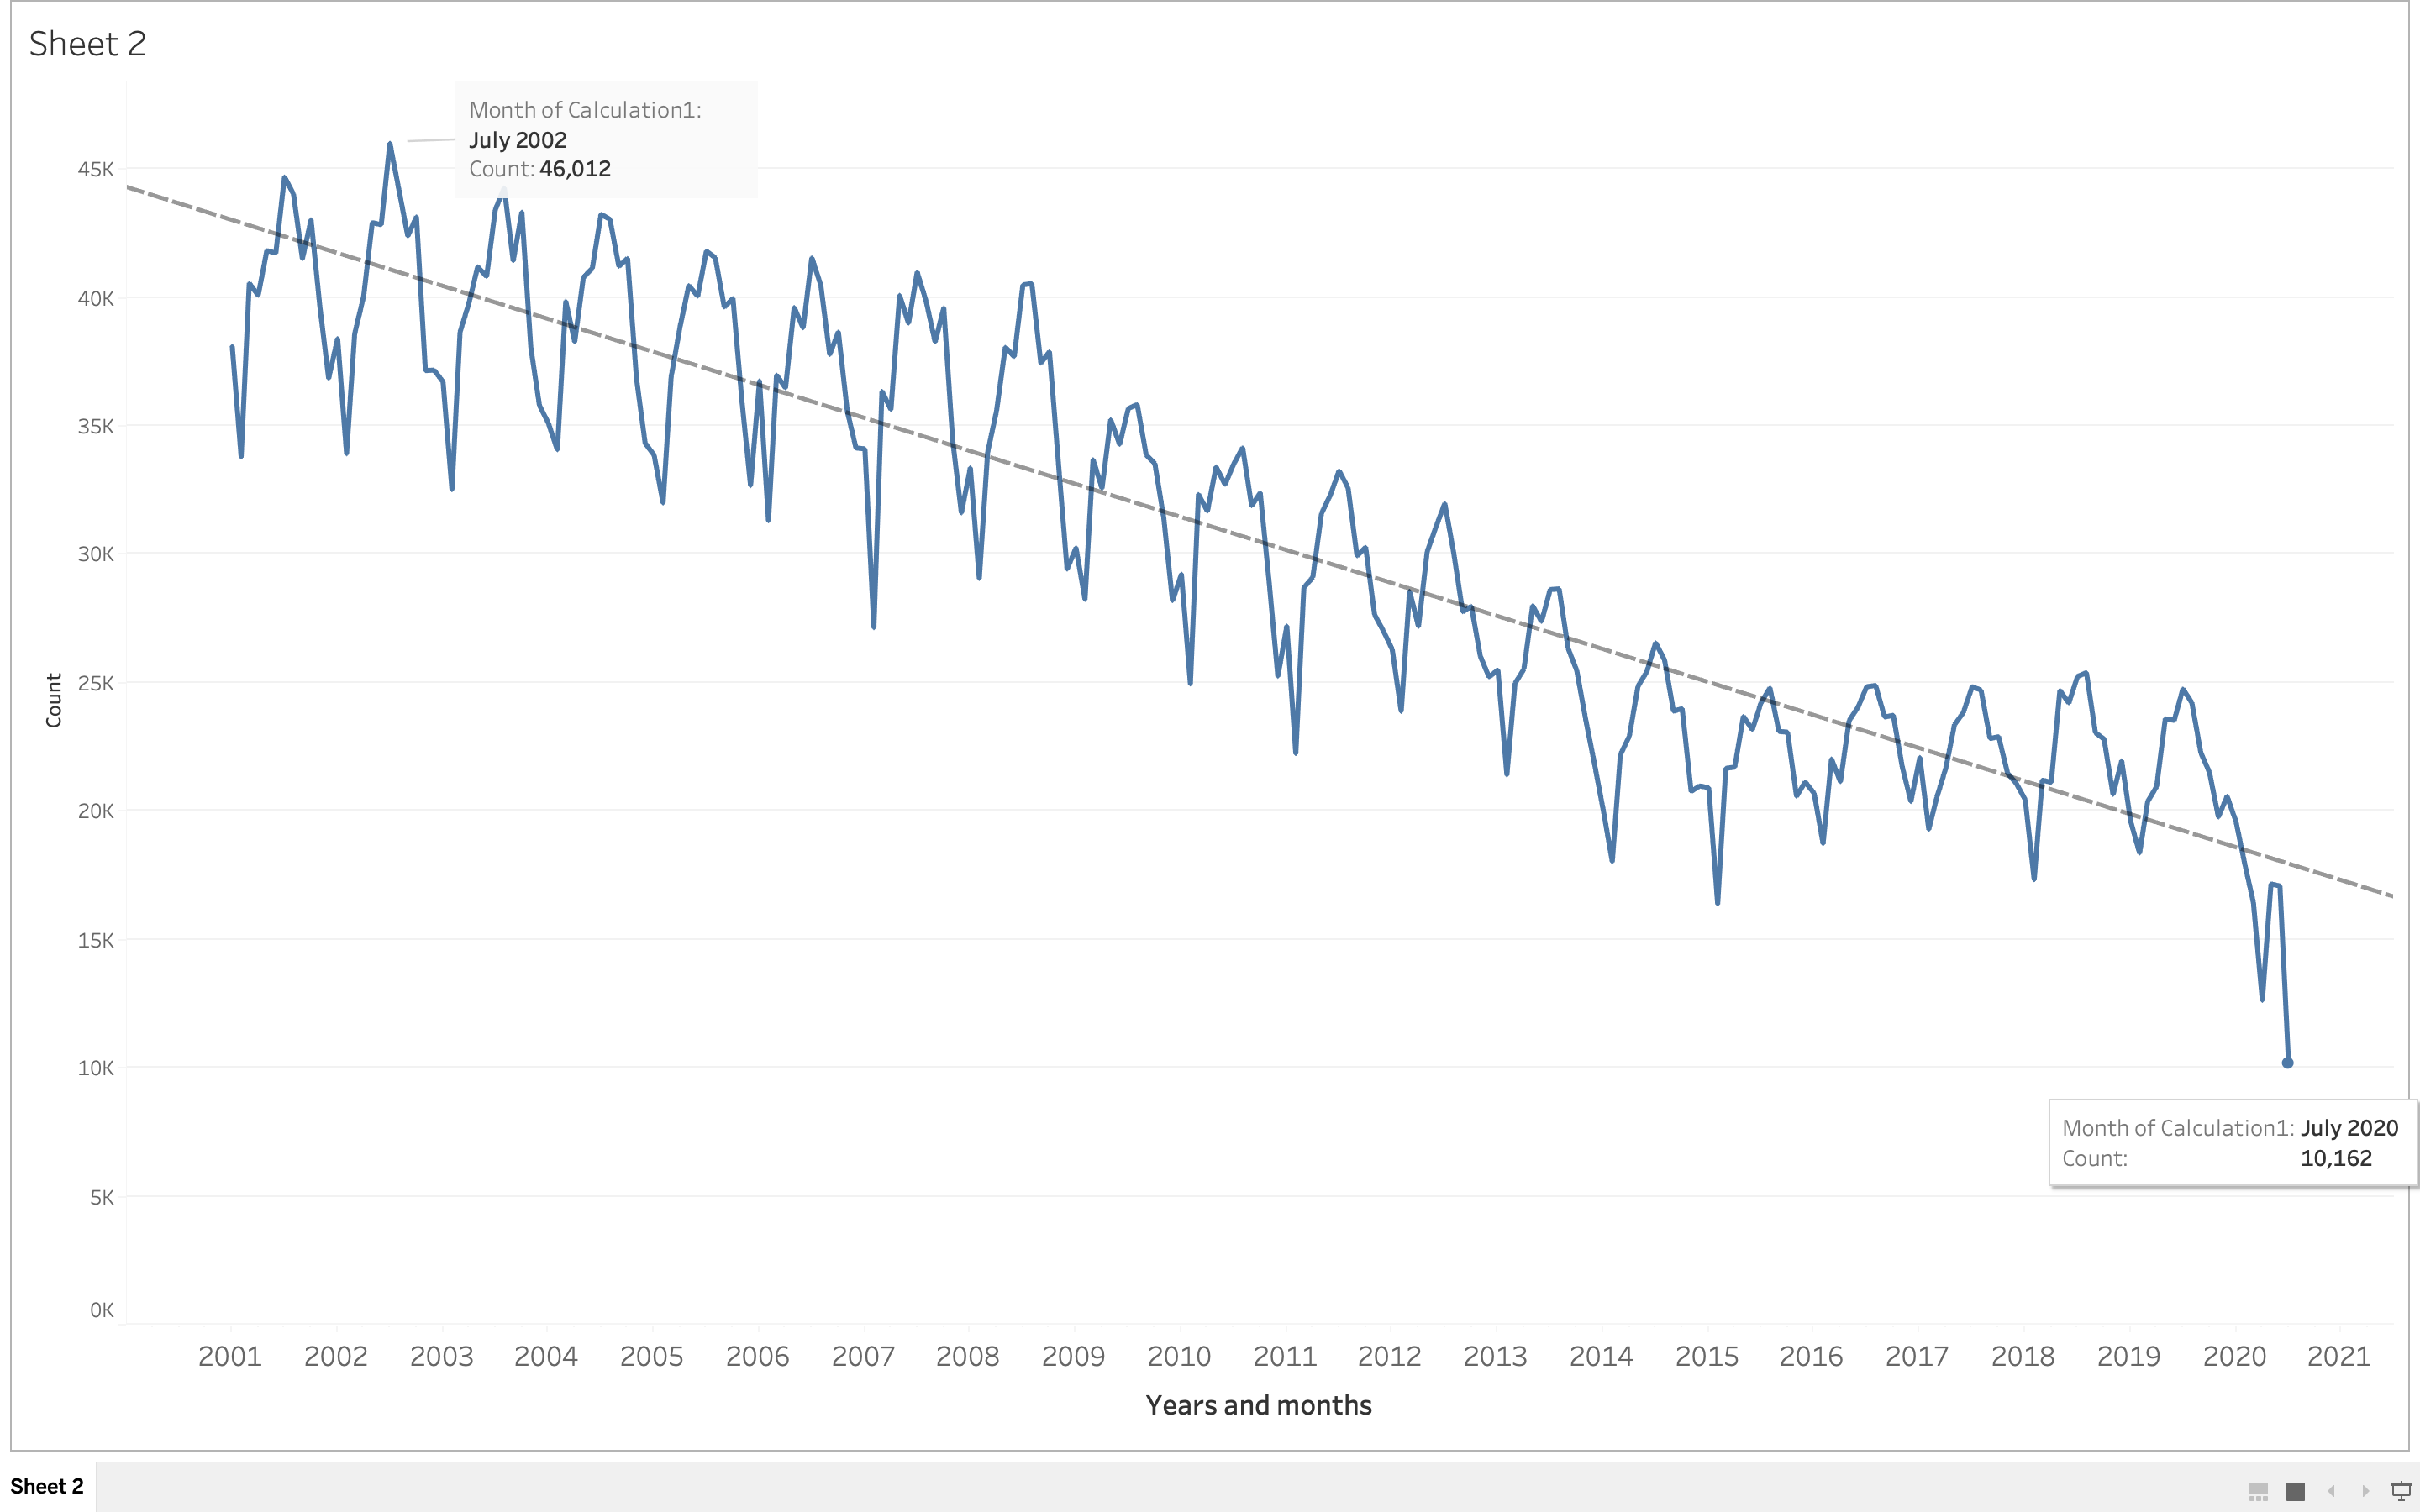 Sheet 2
Month of Calculation1:
July 2002
Count: 46,012
45K
40K
35K
30K
25K
20K
15K
10K
5K
0K
Count
Month of Calculation1: July 2020
Count: 10,162
2001 2002 2003 2004 2005 2006 2007 2008 2009 2010 2011 2012 2013 2014 2015 2016 2017 2018 2019 2020 2021
Years and months
Sheet 2